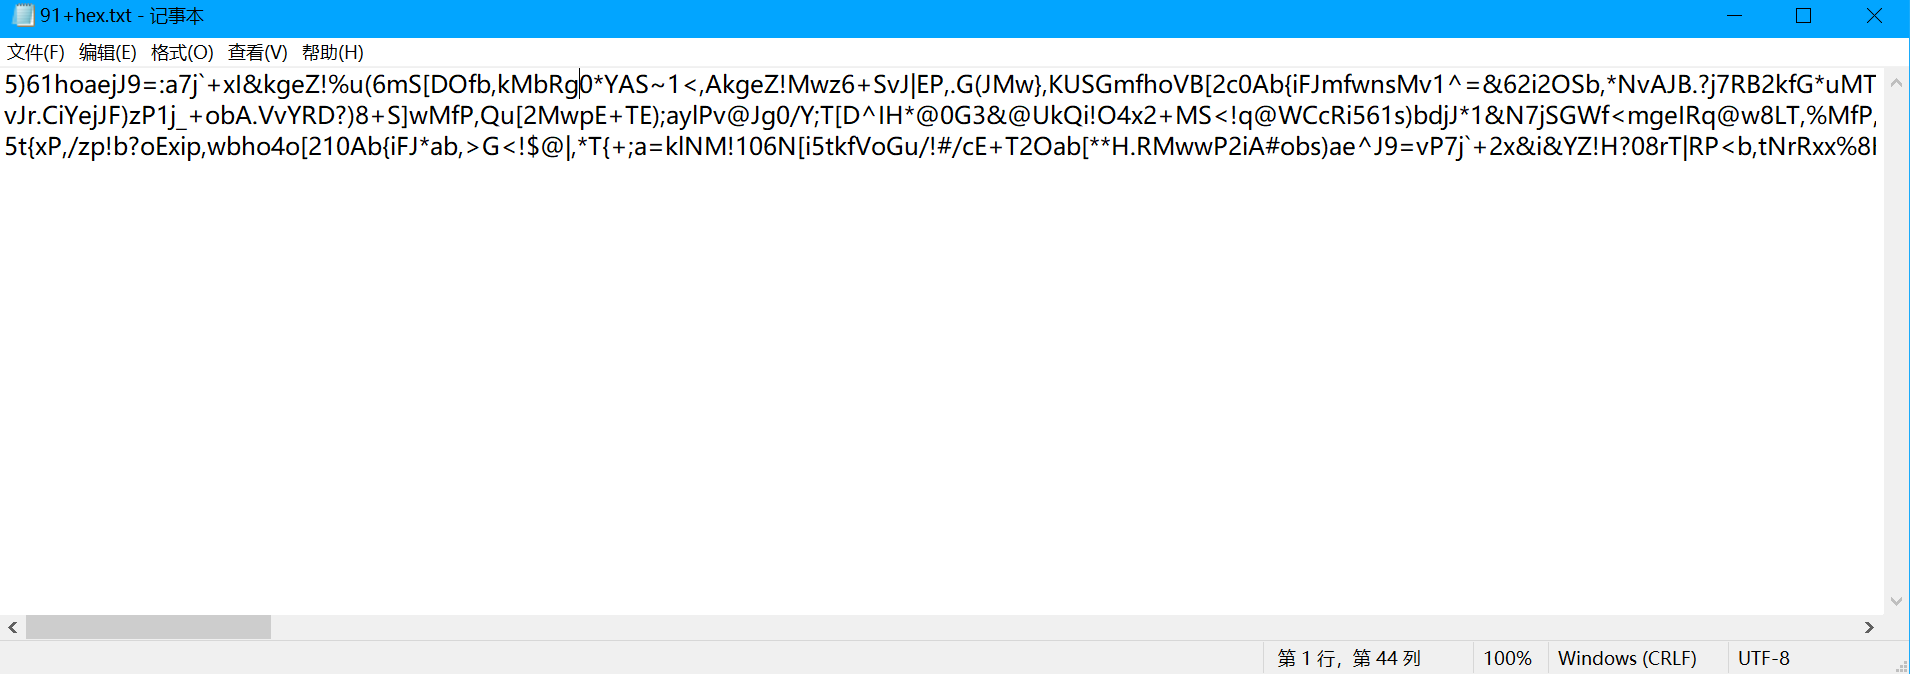 91+hex.txt - 记事本
文件(F) 编辑(E) 格式(O) 查看(V) 帮助(H)
5)61hoaejJ9=:a7j`+xI&kgeZ!%u(6mS[DOfb,kMbRg0*YAS~1<,AkgeZ!Mwz6+SvJ|EP,.G(JMw},KUSGmfhoVB[2c0Ab{iFJmfwnsMv1^=&62i2OSb,*NvAJB.?j7RB2kfG*uMT
vJr.CiYejJF)zP1j_+obA.VvYRD?)8+S]wMfP,Qu[2MwpE+TE);aylPv@Jg0/Y;T[D^IH*@0G3&@UkQi!O4x2+MS<!q@WCcRi561s)bdjJ*1&N7jSGWf<mgeIRq@w8LT,%MfP,
5t{xP,/zp!b?oExip,wbho4o[210Ab{iFJ*ab,>G<!$@|,*T{+;a=klNM!106N[i5tkfVoGu/!#/cE+T2Oab[**H.RMwwP2iA#obs)ae^J9=vP7j`+2x&i&YZ!H?08rT|RP<b,tNrRxx%8I
第 1 行，第 44 列 100% Windows (CRLF) UTF-8